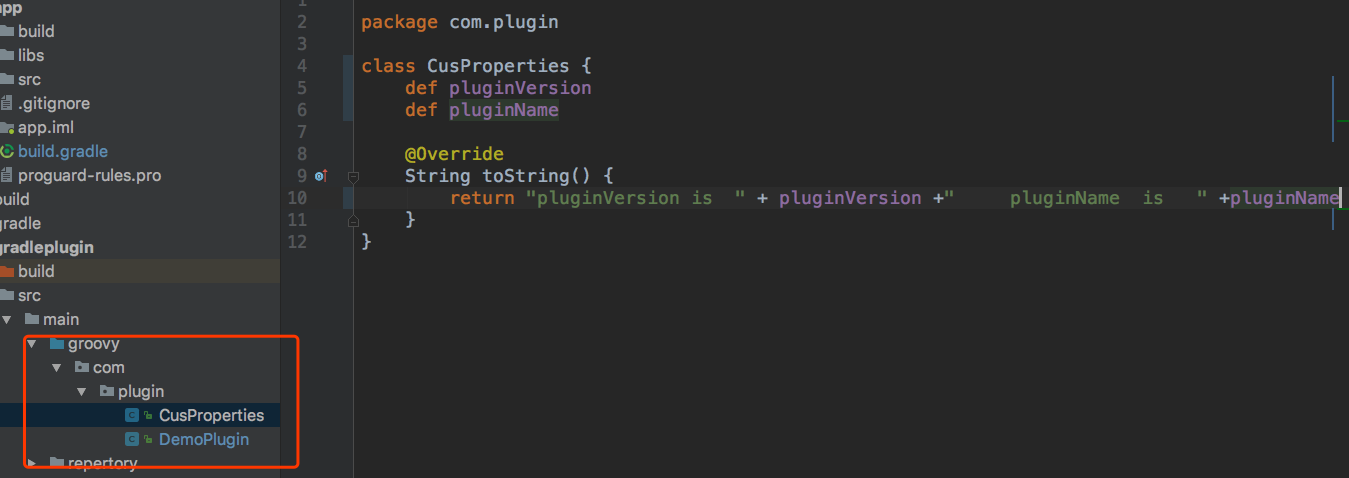 app
build
libs
src
.gitignore
app.iml
build.gradle
proguard-rules.pro
build
gradle
gradleplugin
build
src
main
groovy
com
plugin
CusProperties
DemoPlugin
repertory
1
2 package com.plugin
3
4 class CusProperties {
5 def pluginVersion
6 def pluginName
7
8 @Override
9 String toString() {
10 return "pluginVersion is  " + pluginVersion +"     pluginName  is   " +pluginName
11 }
12 }